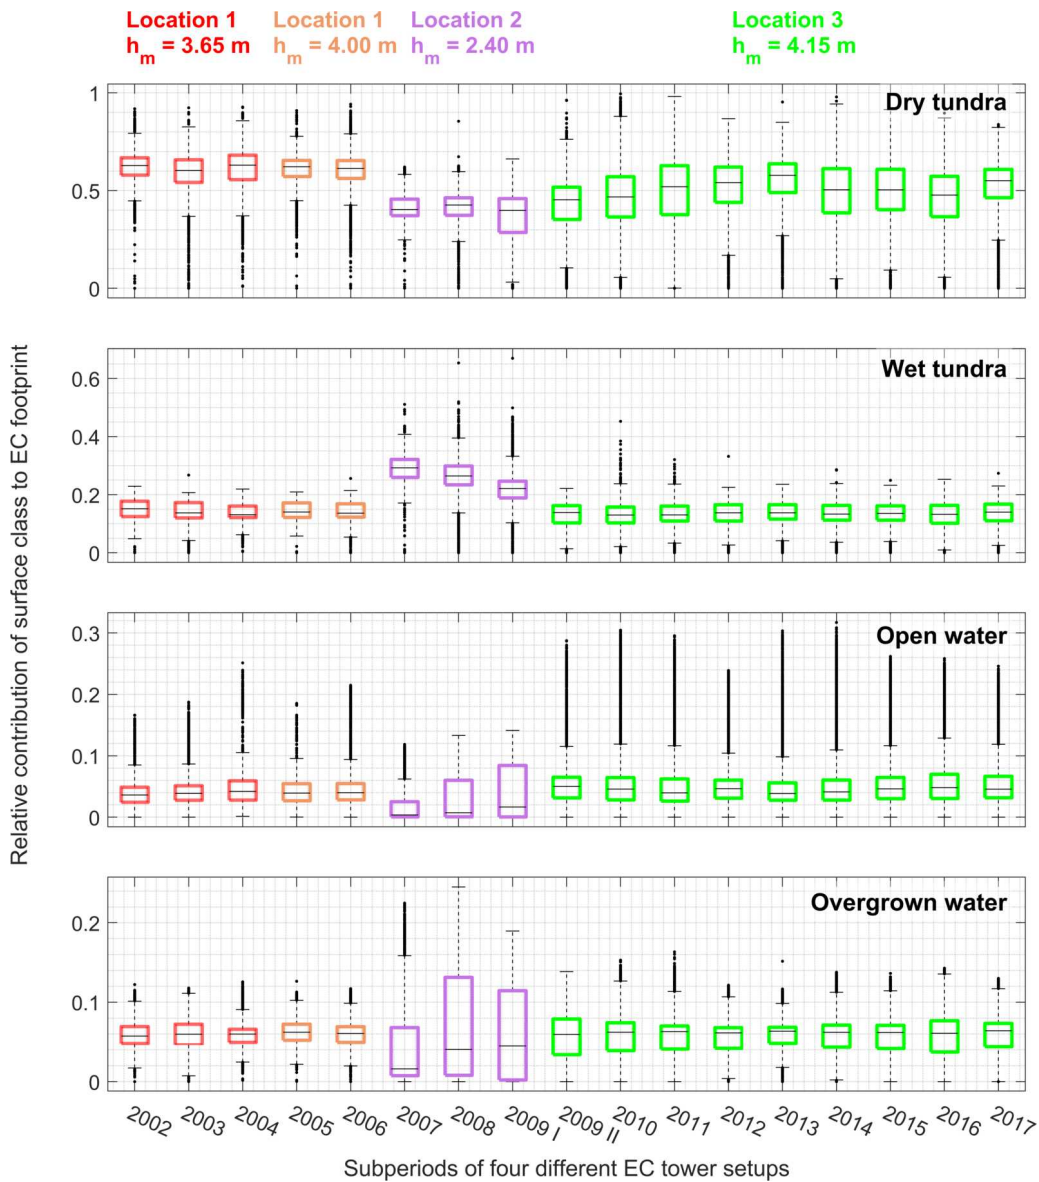 Location 1 Location 1 Location 2 Location 3
hm = 3.65 m hm = 4.00 m hm = 2.40 m hm = 4.15 m
Dry tundra
1
0.5
0
Wet tundra
0.6
0.4
0.2
0
Open water
0.3
0.2
0.1
0
Overgrown water
0.2
0.1
0
Relative contribution of surface class to EC footprint
2002 2003 2004 2005 2006 2007 2008 2009 I 2009 II 2010 2011 2012 2013 2014 2015 2016 2017
Subperiods of four different EC tower setups